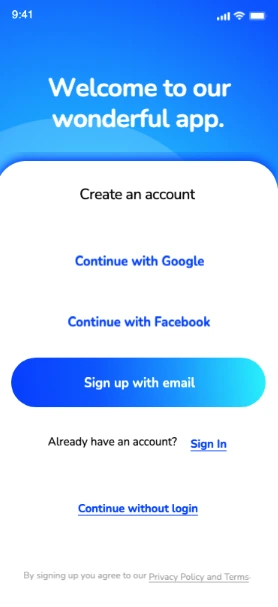 9:41
Welcome to our
wonderful app.
Create an account
Continue with Google
Continue with Facebook
Sign up with email
Already have an account? Sign In
Continue without login
By signing up you agree to our Privacy Policy and Terms